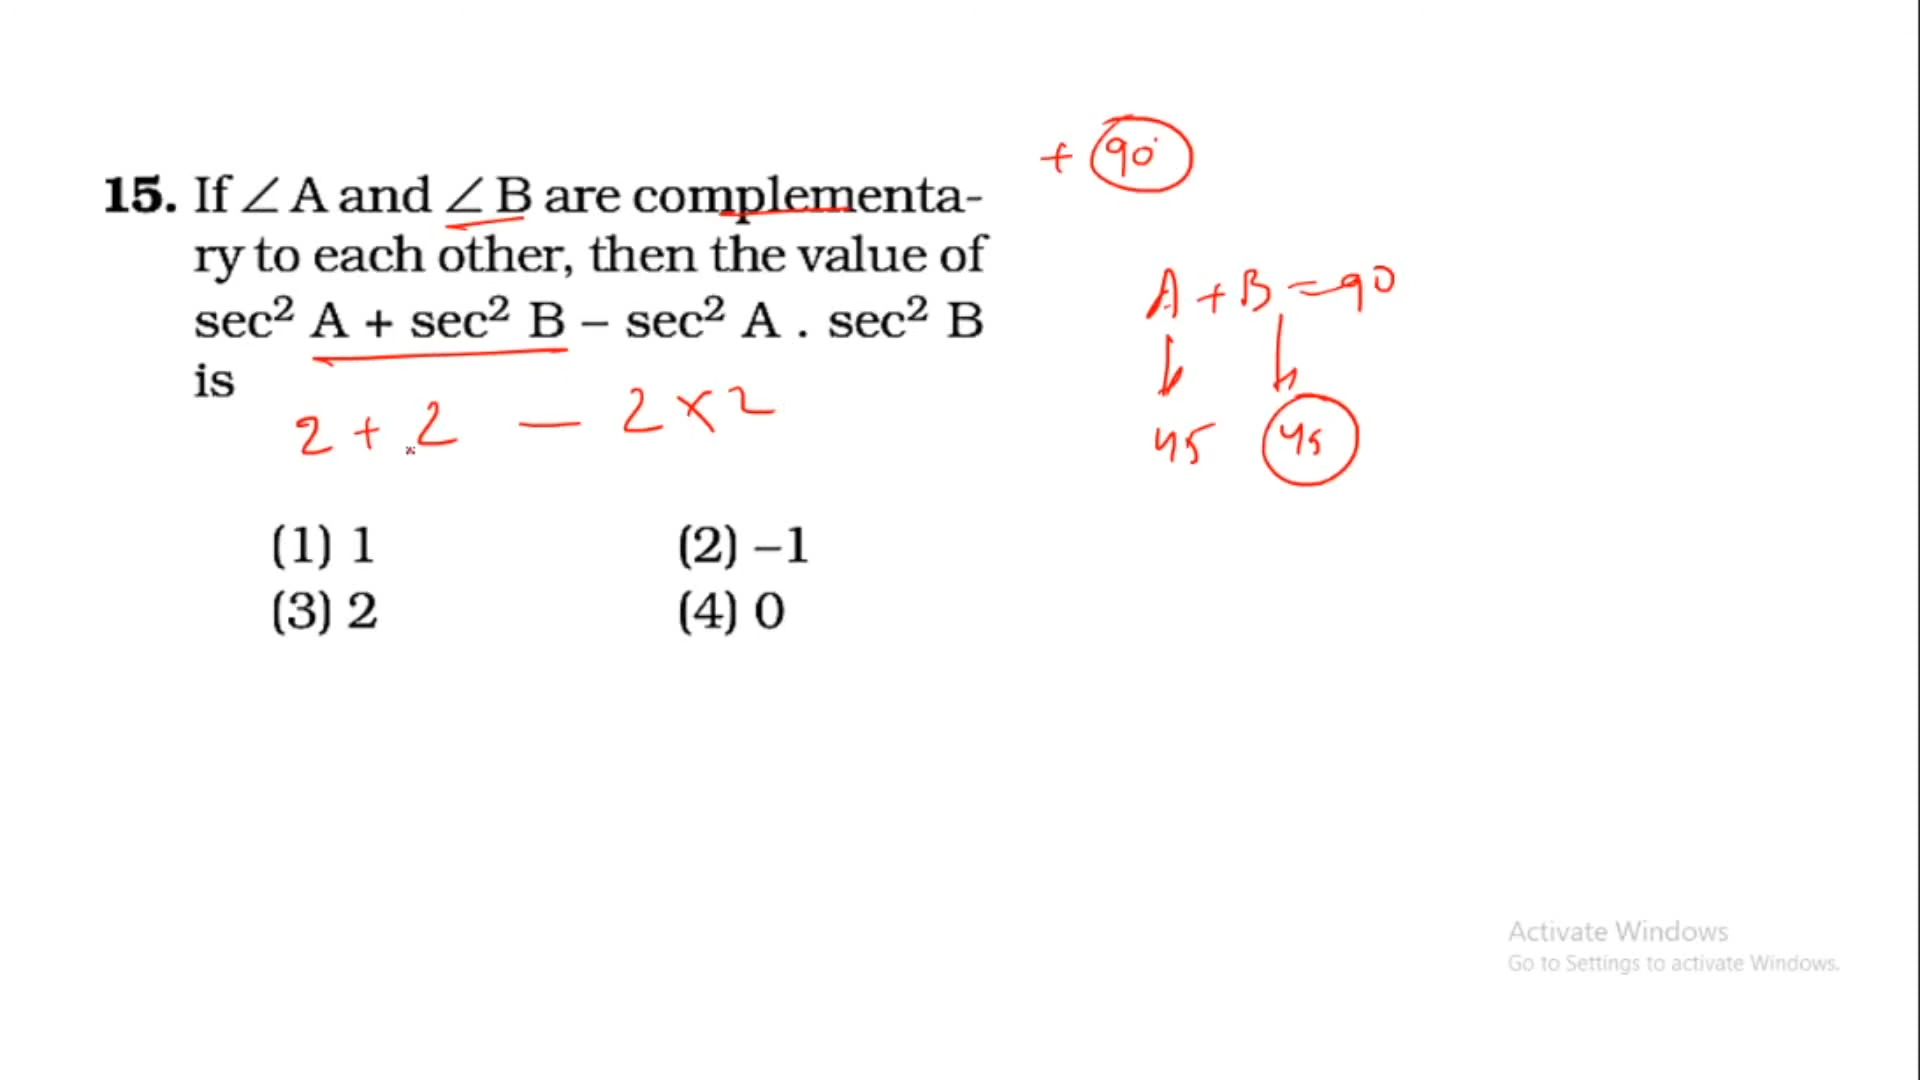 + 90°
15. If ∠A and ∠B are complementa-
ry to each other, then the value of
sec² A + sec² B – sec² A . sec² B
is
2 + 2 — 2 × 2
A + B = 90
45 45
(1) 1 (2) –1
(3) 2 (4) 0
Activate Windows
Go to Settings to activate Windows.